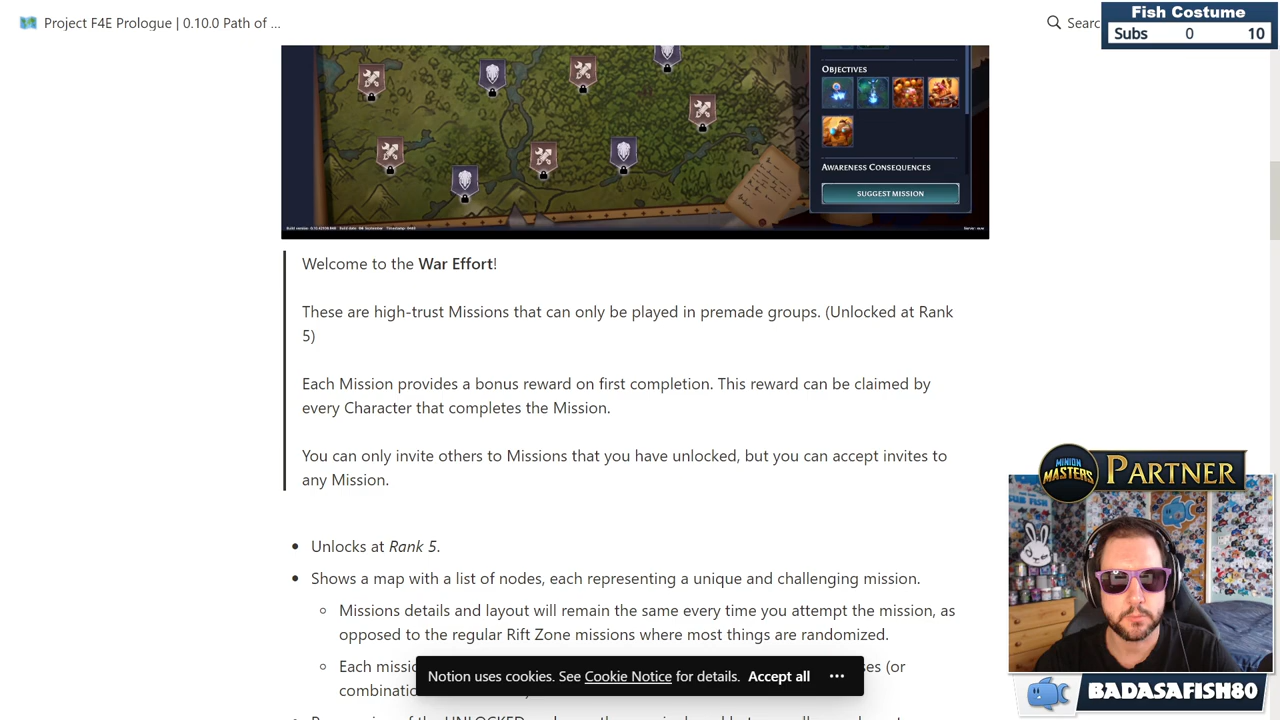 Project F4E Prologue | 0.10.0 Path of ...
Searc
Fish Costume
Subs 0 10
OBJECTIVES
AWARENESS CONSEQUENCES
SUGGEST MISSION
Welcome to the War Effort!
These are high-trust Missions that can only be played in premade groups. (Unlocked at Rank
5)
Each Mission provides a bonus reward on first completion. This reward can be claimed by
every Character that completes the Mission.
You can only invite others to Missions that you have unlocked, but you can accept invites to
any Mission.
MINION
MASTERS
PARTNER
• Unlocks at Rank 5.
• Shows a map with a list of nodes, each representing a unique and challenging mission.
◦ Missions details and layout will remain the same every time you attempt the mission, as
opposed to the regular Rift Zone missions where most things are randomized.
◦ Each missi
ses (or
combinatio
Notion uses cookies. See Cookie Notice for details. Accept all ...
BADASAFISH80